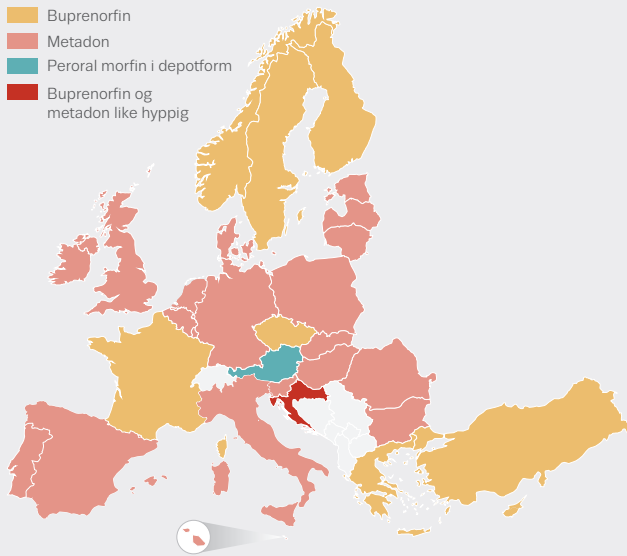 Buprenorfin
Metadon
Peroral morfin i depotform
Buprenorfin og
metadon like hyppig